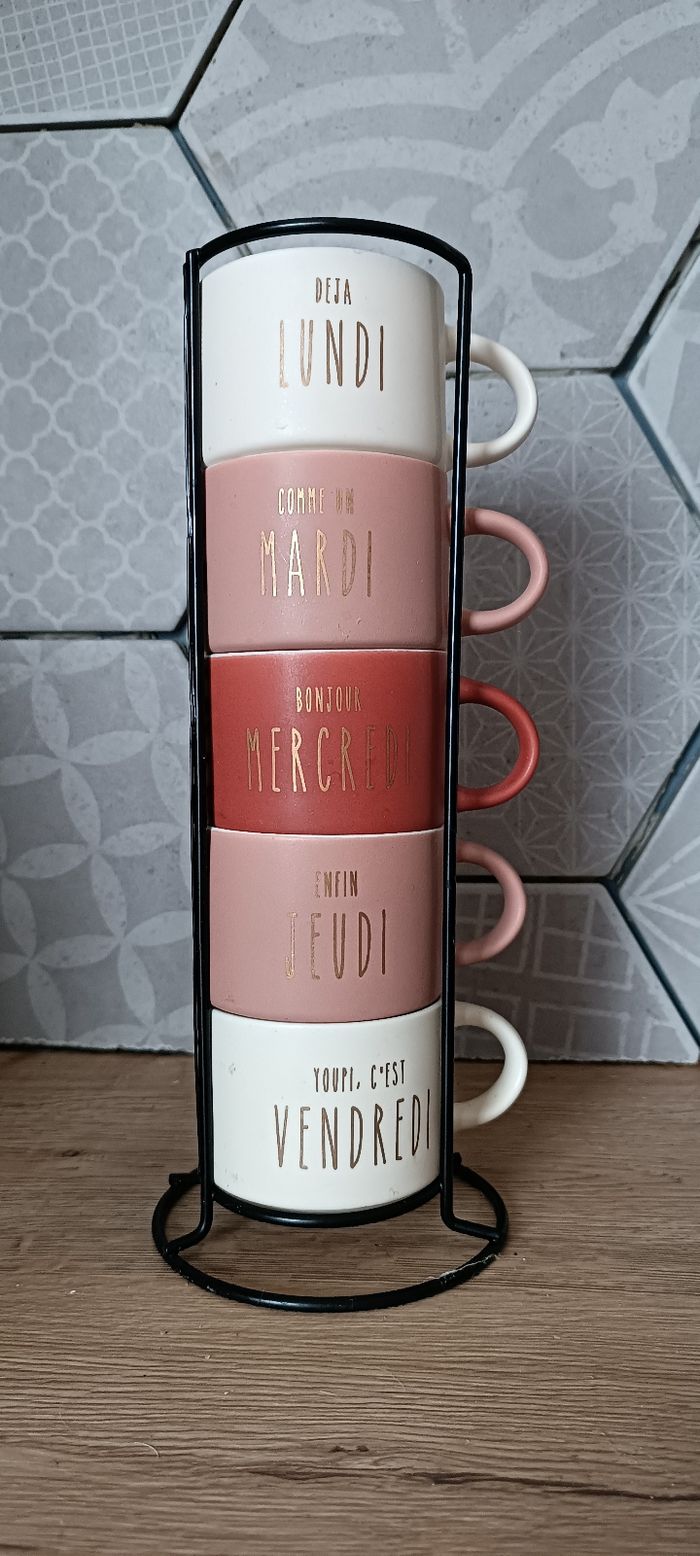 DEJA
LUNDI
COMME UN
MARDI
BONJOUR
MERCREDI
ENFIN
JEUDI
YOUPI, C'EST
VENDREDI